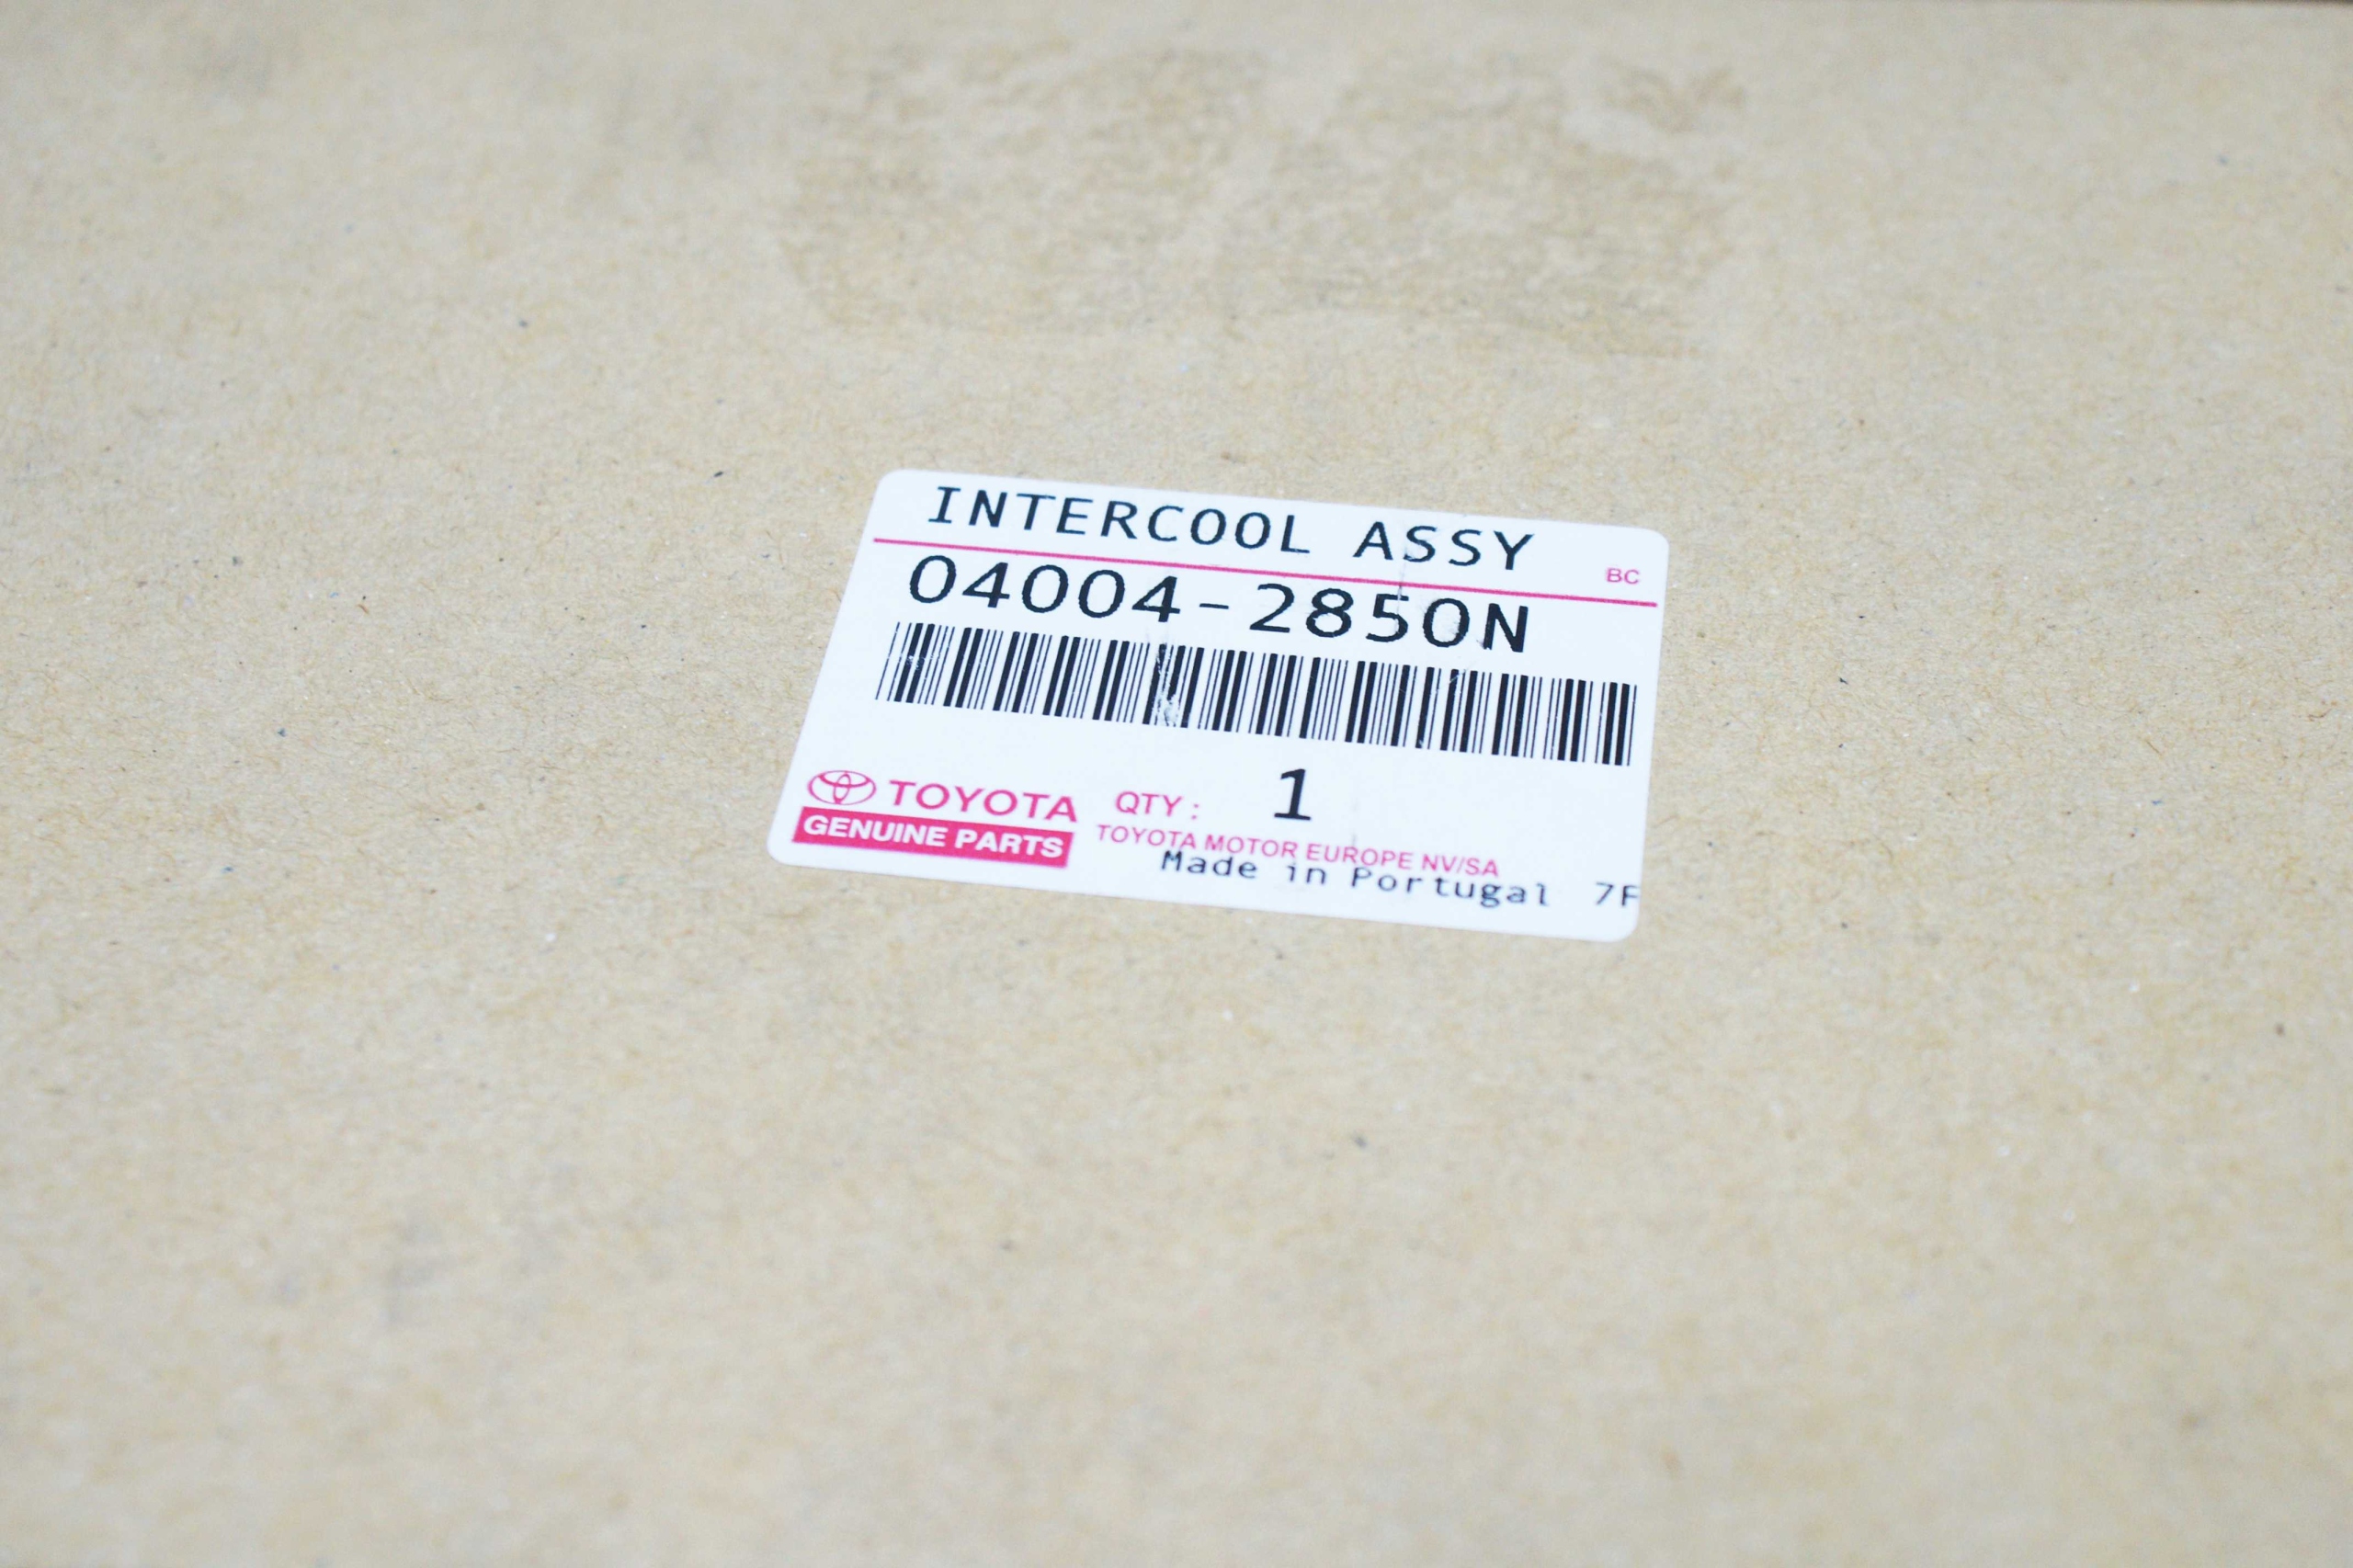 INTERCOOL ASSY
BC
04004-2850N
TOYOTA
GENUINE PARTS
QTY : 1
TOYOTA MOTOR EUROPE NV/SA
Made in Portugal 7F